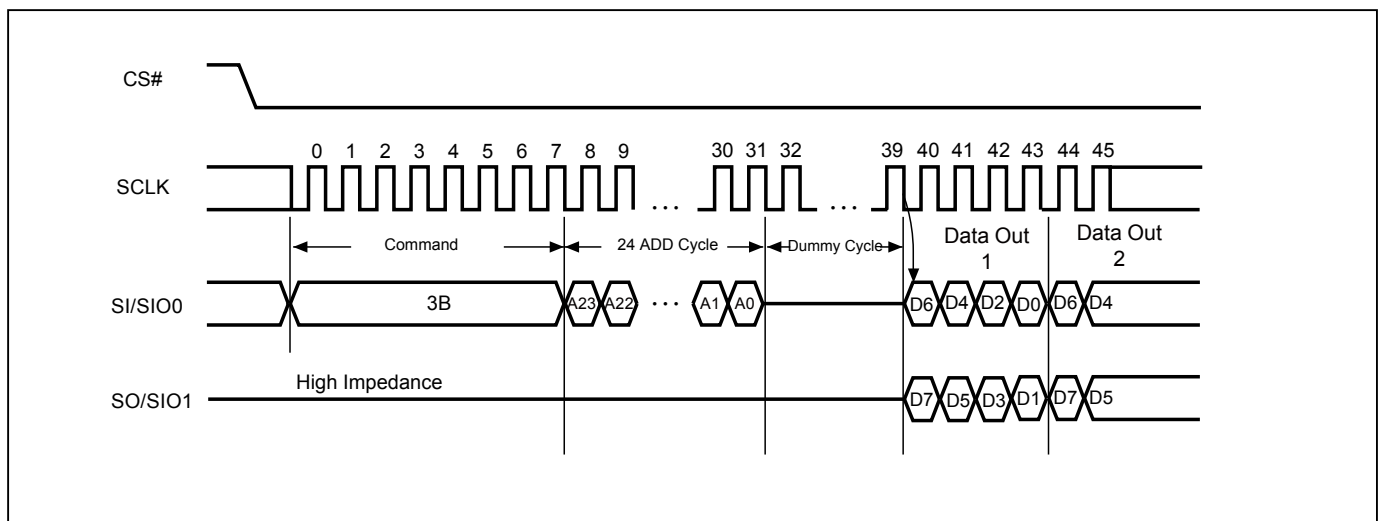 CS#
0 1 2 3 4 5 6 7 8 9 30 31 32 39 40 41 42 43 44 45
SCLK
... ...
Command 24 ADD Cycle Dummy Cycle Data Out 1 Data Out 2
SI/SIO0 3B A23 A22 ... A1 A0 D6 D4 D2 D0 D6 D4
High Impedance
SO/SIO1 D7 D5 D3 D1 D7 D5